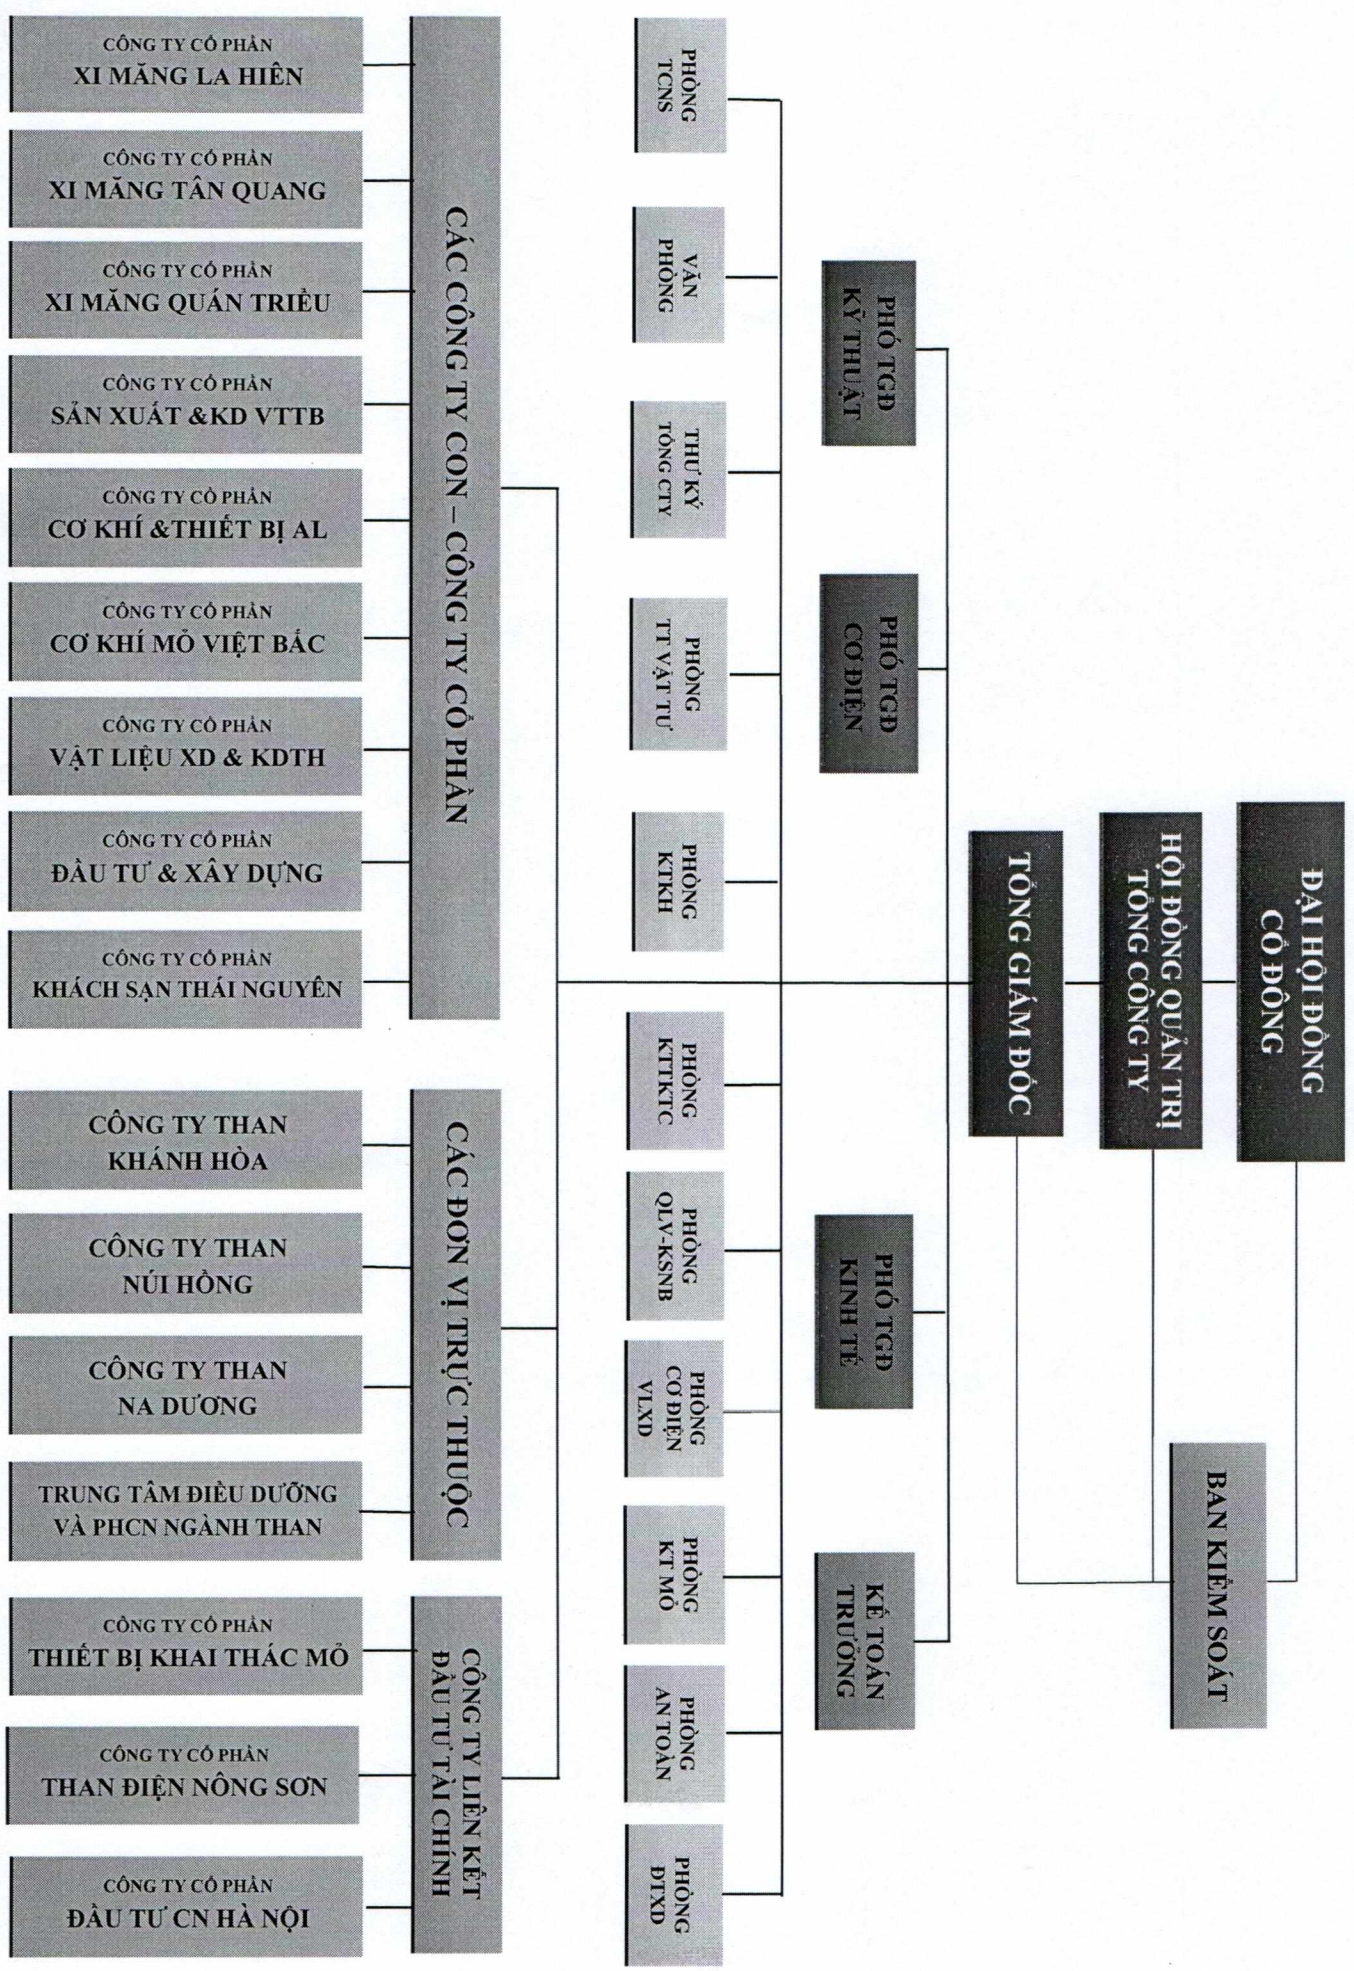 ĐẠI HỘI ĐỒNG
CỔ ĐÔNG
HỘI ĐỒNG QUẢN TRỊ
TỔNG CÔNG TY
BAN KIỂM SOÁT
TỔNG GIÁM ĐỐC
PHÓ TGĐ
KỸ THUẬT
PHÓ TGĐ
CƠ ĐIỆN
PHÓ TGĐ
KINH TẾ
KẾ TOÁN
TRƯỞNG
PHÒNG
TCNS
VĂN
PHÒNG
THƯ KÝ
TỔNG CTY
PHÒNG
TT VẬT TƯ
PHÒNG
KTKH
PHÒNG
KTTKTC
PHÒNG
QLV-KSNB
PHÒNG
CƠ ĐIỆN
VLXD
PHÒNG
KT MỎ
PHÒNG
AN TOÀN
PHÒNG
ĐTXD
CÁC CÔNG TY CON – CÔNG TY CỔ PHẦN
CÔNG TY CỔ PHẦN
XI MĂNG LA HIÊN
CÔNG TY CỔ PHẦN
XI MĂNG TÂN QUANG
CÔNG TY CỔ PHẦN
XI MĂNG QUÁN TRIỀU
CÔNG TY CỔ PHẦN
SẢN XUẤT &KD VTTB
CÔNG TY CỔ PHẦN
CƠ KHÍ &THIẾT BỊ AL
CÔNG TY CỔ PHẦN
CƠ KHÍ MỎ VIỆT BẮC
CÔNG TY CỔ PHẦN
VẬT LIỆU XD & KDTH
CÔNG TY CỔ PHẦN
ĐẦU TƯ & XÂY DỰNG
CÔNG TY CỔ PHẦN
KHÁCH SẠN THÁI NGUYÊN
CÁC ĐƠN VỊ TRỰC THUỘC
CÔNG TY THAN
KHÁNH HÒA
CÔNG TY THAN
NÚI HỒNG
CÔNG TY THAN
NA DƯƠNG
TRUNG TÂM ĐIỀU DƯỠNG
VÀ PHCN NGÀNH THAN
CÔNG TY LIÊN KẾT
ĐẦU TƯ TÀI CHÍNH
CÔNG TY CỔ PHẦN
THIẾT BỊ KHAI THÁC MỎ
CÔNG TY CỔ PHẦN
THAN ĐIỆN NÔNG SƠN
CÔNG TY CỔ PHẦN
ĐẦU TƯ CN HÀ NỘI